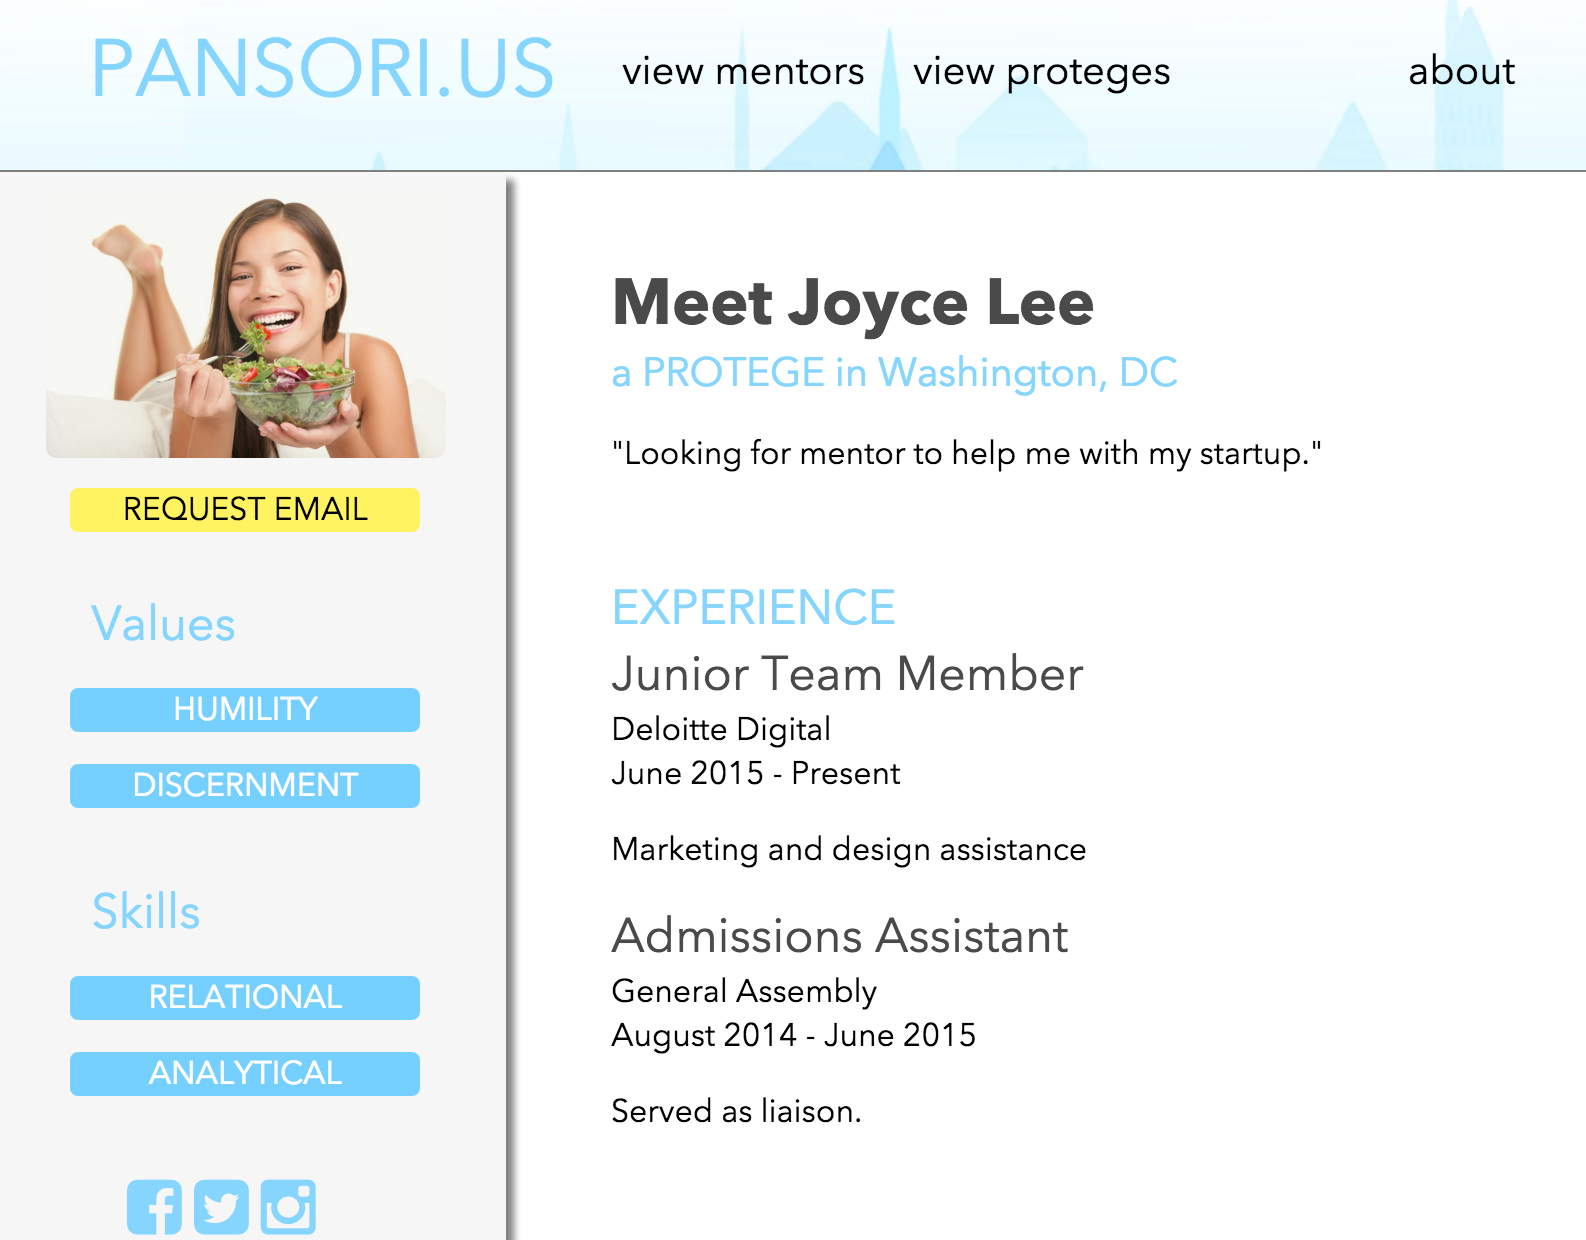 PANSORI.US
view mentors
view proteges
about
REQUEST EMAIL
Values
HUMILITY
DISCERNMENT
Skills
RELATIONAL
ANALYTICAL
Meet Joyce Lee
a PROTEGE in Washington, DC
"Looking for mentor to help me with my startup."
EXPERIENCE
Junior Team Member
Deloitte Digital
June 2015 - Present
Marketing and design assistance
Admissions Assistant
General Assembly
August 2014 - June 2015
Served as liaison.